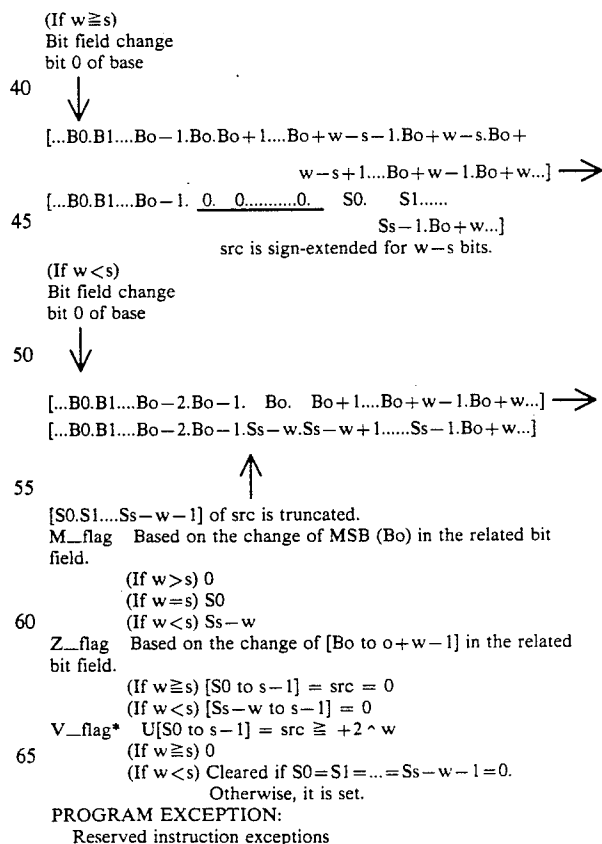 (If w≧s)
Bit field change
bit 0 of base
40
[...B0.B1....Bo−1.Bo.Bo+1....Bo+w−s−1.Bo+w−s.Bo+
w−s+1....Bo+w−1.Bo+w...]
[...B0.B1....Bo−1. 0. 0...........0. S0. S1......
45
Ss−1.Bo+w...]
src is sign-extended for w−s bits.
(If w<s)
Bit field change
bit 0 of base
50
[...B0.B1....Bo−2.Bo−1. Bo. Bo+1....Bo+w−1.Bo+w...]
[...B0.B1....Bo−2.Bo−1.Ss−w.Ss−w+1......Ss−1.Bo+w...]
55
[S0.S1....Ss−w−1] of src is truncated.
M_flag Based on the change of MSB (Bo) in the related bit
field.
(If w>s) 0
(If w=s) S0
60 (If w<s) Ss−w
Z_flag Based on the change of [Bo to o+w−1] in the related
bit field.
(If w≧s) [S0 to s−1] = src = 0
(If w<s) [Ss−w to s−1] = 0
V_flag* U[S0 to s−1] = src ≧ +2 ^ w
65 (If w≧s) 0
(If w<s) Cleared if S0=S1=...=Ss−w−1=0.
Otherwise, it is set.
PROGRAM EXCEPTION:
Reserved instruction exceptions